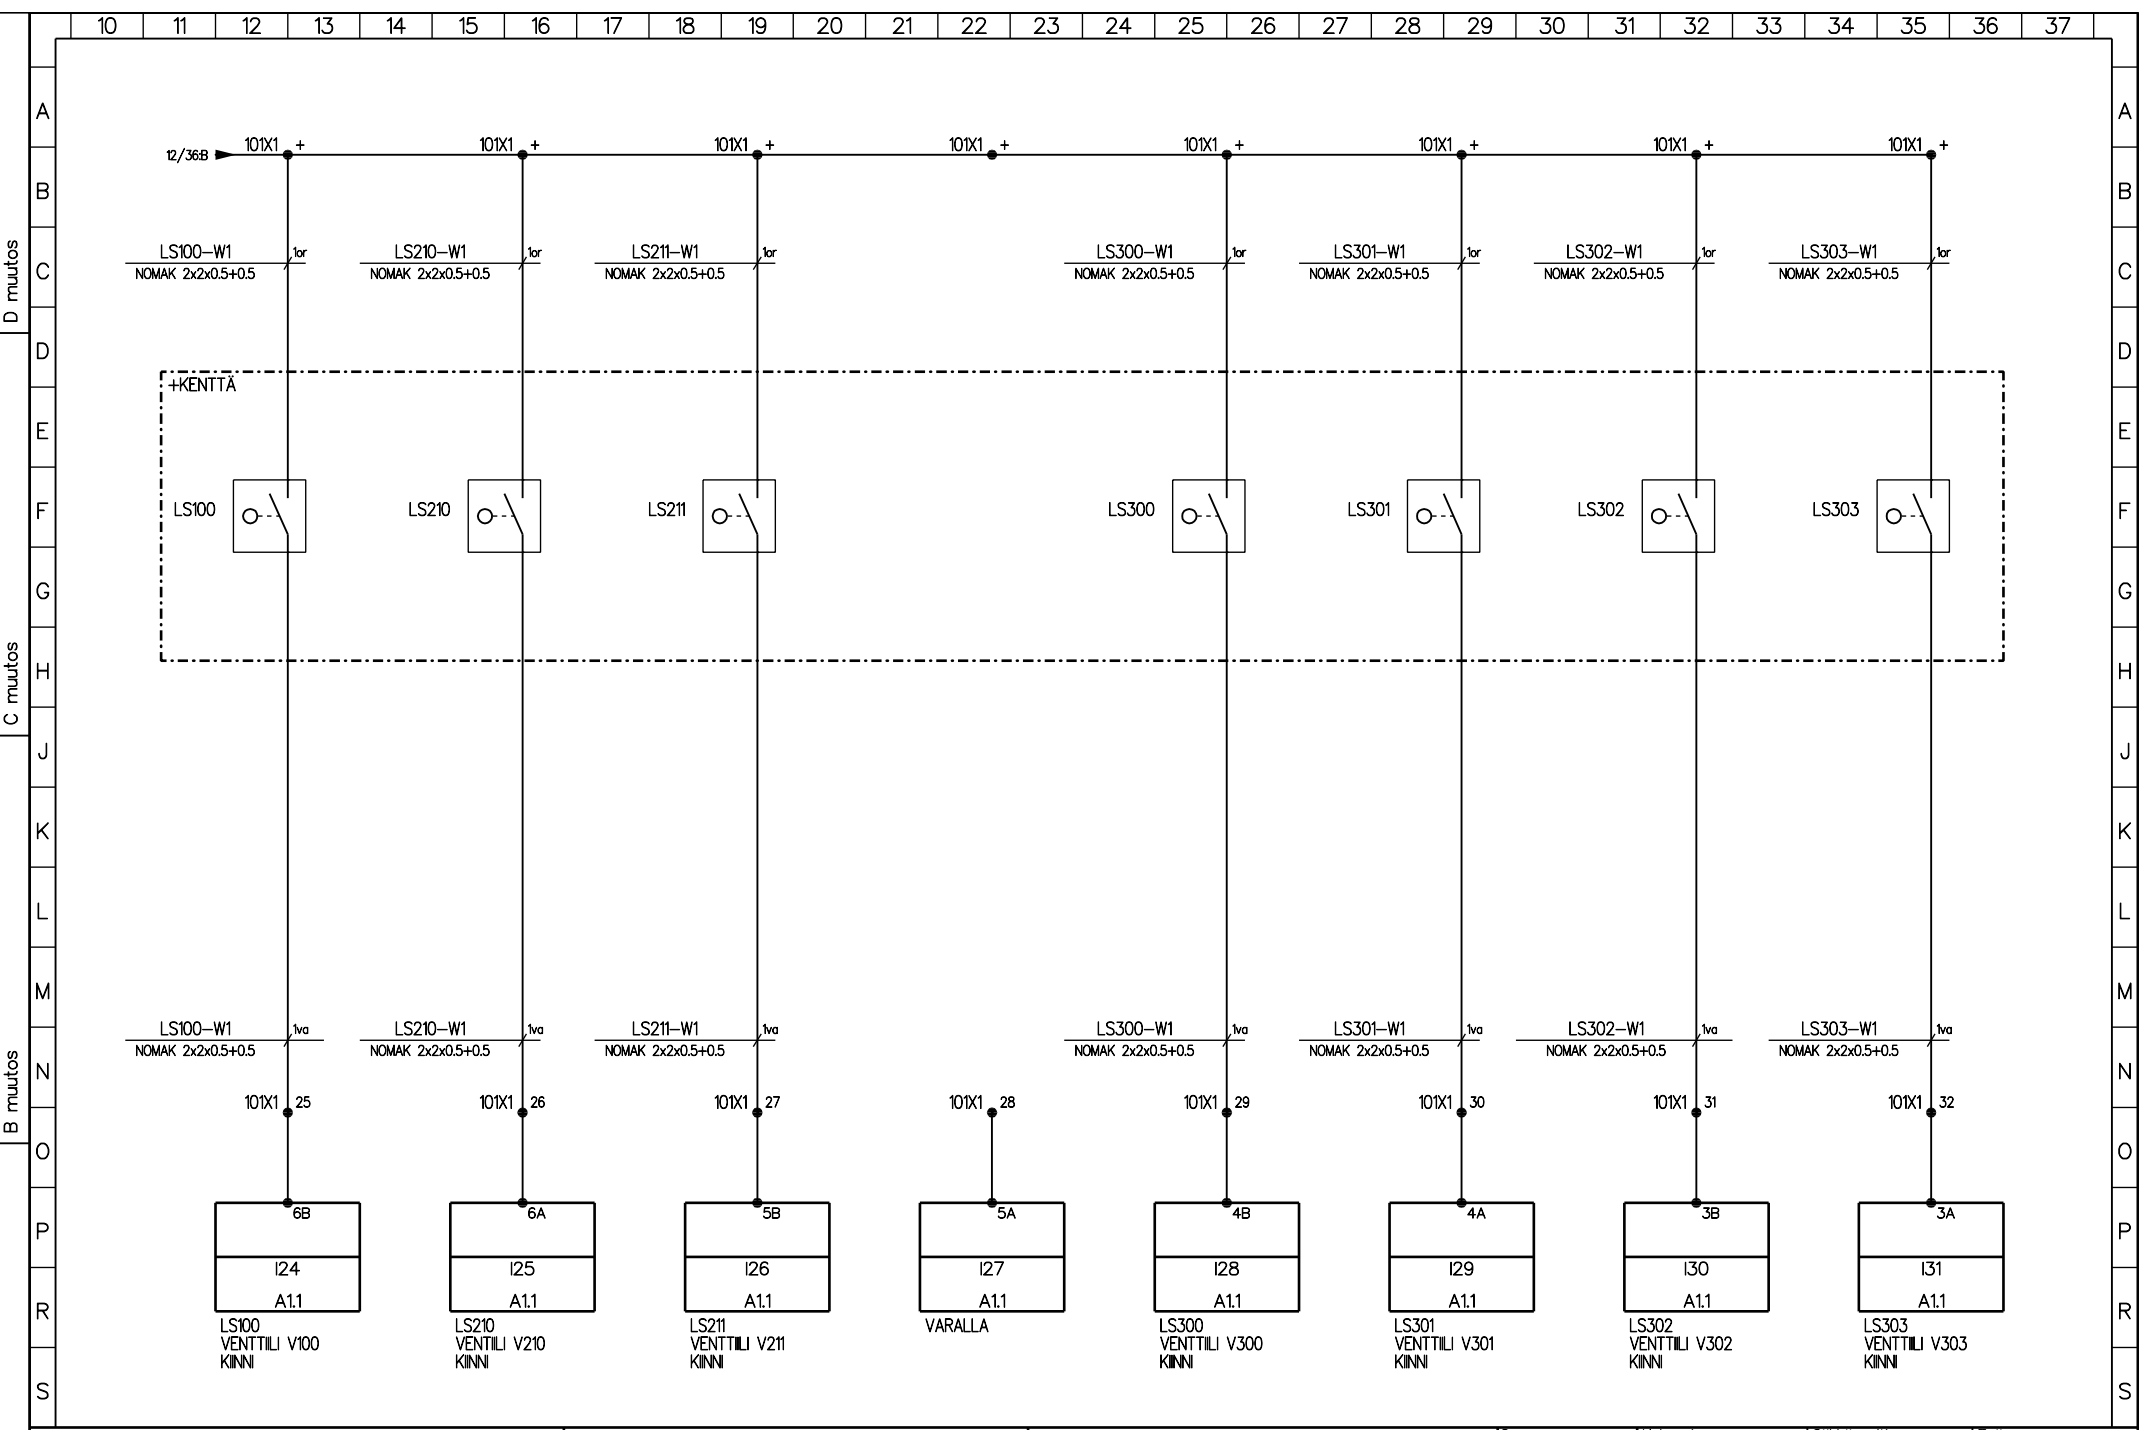 10 11 12 13 14 15 16 17 18 19 20 21 22 23 24 25 26 27 28 29 30 31 32 33 34 35 36 37
A A
12/36:B 101X1 + 101X1 + 101X1 + 101X1 + 101X1 + 101X1 + 101X1 + 101X1 +
B B
LS100-W1 1or LS210-W1 1or LS211-W1 1or LS300-W1 1or LS301-W1 1or LS302-W1 1or LS303-W1 1or
NOMAK 2x2x0.5+0.5 NOMAK 2x2x0.5+0.5 NOMAK 2x2x0.5+0.5 NOMAK 2x2x0.5+0.5 NOMAK 2x2x0.5+0.5 NOMAK 2x2x0.5+0.5 NOMAK 2x2x0.5+0.5
C C
D muutos
D D
+KENTTÄ
E E
F LS100 LS210 LS211 LS300 LS301 LS302 LS303 F
G G
H H
C muutos
J J
K K
L L
M M
LS100-W1 1va LS210-W1 1va LS211-W1 1va LS300-W1 1va LS301-W1 1va LS302-W1 1va LS303-W1 1va
NOMAK 2x2x0.5+0.5 NOMAK 2x2x0.5+0.5 NOMAK 2x2x0.5+0.5 NOMAK 2x2x0.5+0.5 NOMAK 2x2x0.5+0.5 NOMAK 2x2x0.5+0.5 NOMAK 2x2x0.5+0.5
N N
B muutos
101X1 25 101X1 26 101X1 27 101X1 28 101X1 29 101X1 30 101X1 31 101X1 32
O O
6B 6A 5B 5A 4B 4A 3B 3A
P P
I24 I25 I26 I27 I28 I29 I30 I31
A1.1 A1.1 A1.1 A1.1 A1.1 A1.1 A1.1 A1.1
R R
LS100 LS210 LS211 VARALLA LS300 LS301 LS302 LS303
VENTTIILI V100 VENTIILI V210 VENTTIILI V211 VENTTIILI V300 VENTTIILI V301 VENTTIILI V302 VENTTIILI V303
KIINNI KIINNI KIINNI KIINNI KIINNI KIINNI KIINNI
S S